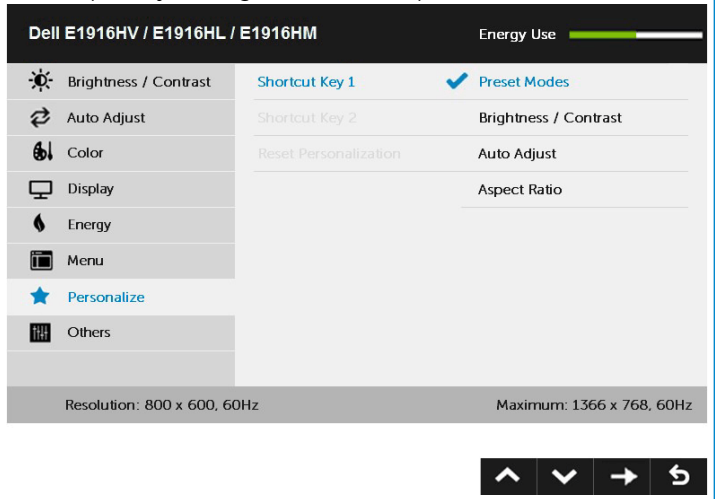 Dell E1916HV / E1916HL / E1916HM
Energy Use
Brightness / Contrast
Shortcut Key 1
Preset Modes
Auto Adjust
Shortcut Key 2
Brightness / Contrast
Color
Reset Personalization
Auto Adjust
Display
Aspect Ratio
Energy
Menu
Personalize
Others
Resolution: 800 x 600, 60Hz
Maximum: 1366 x 768, 60Hz